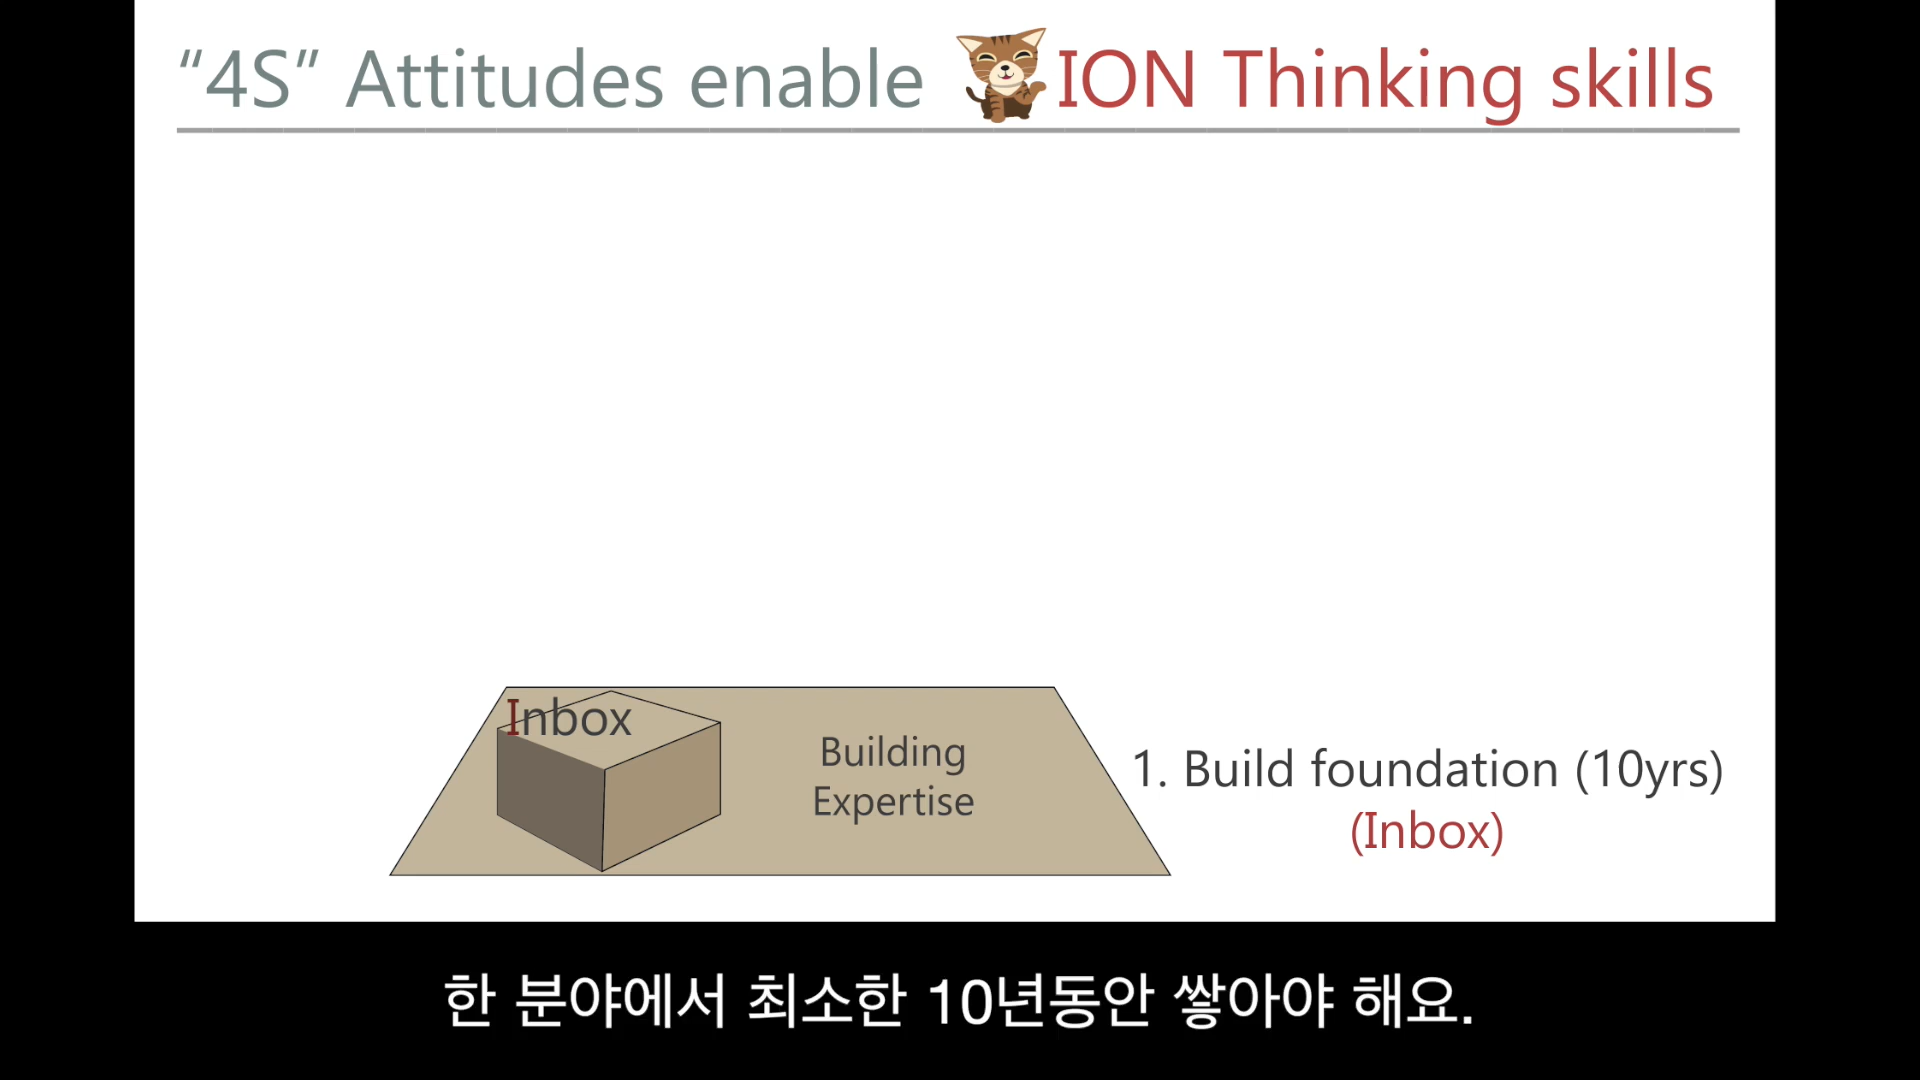 “4S” Attitudes enable ION Thinking skills
Inbox
Building
Expertise
1. Build foundation (10yrs)
(Inbox)
한 분야에서 최소한 10년동안 쌓아야 해요.